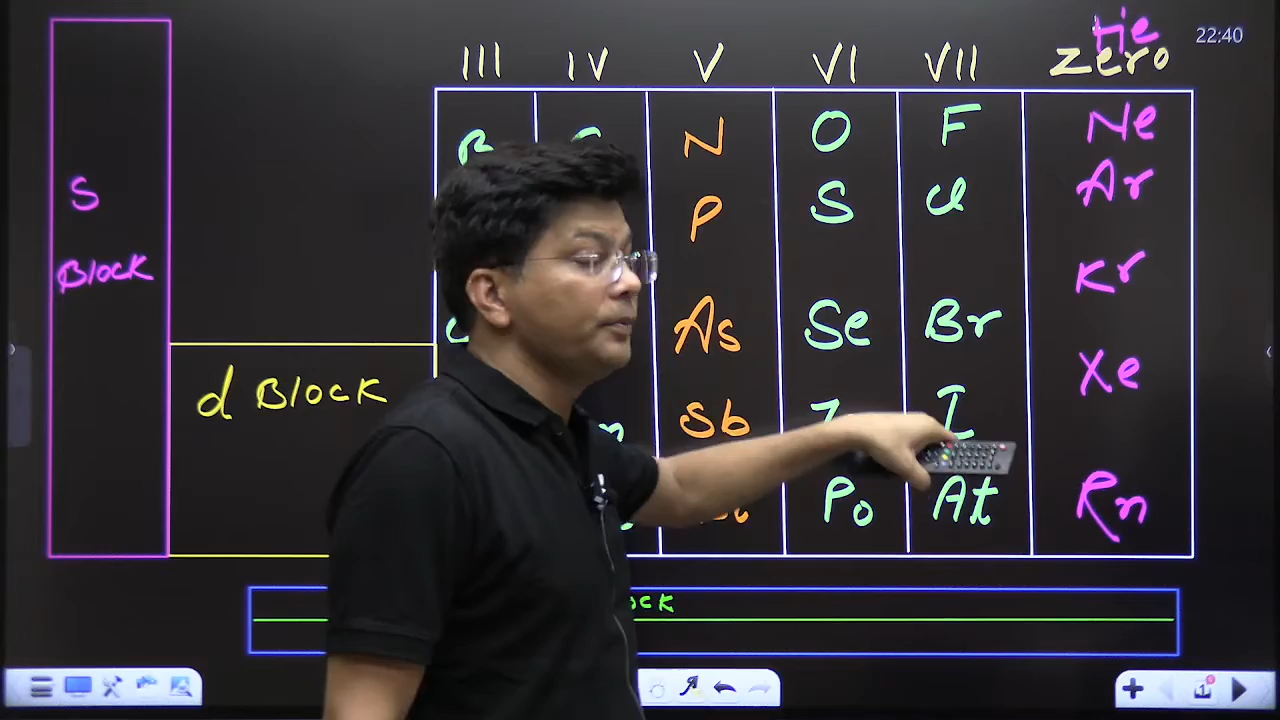 He
22:40
III IV V VI VII zero
B N O F Ne
S P S Cl Ar
Block Kr
As Se Br
d Block Xe
Sb I
Po At Rn